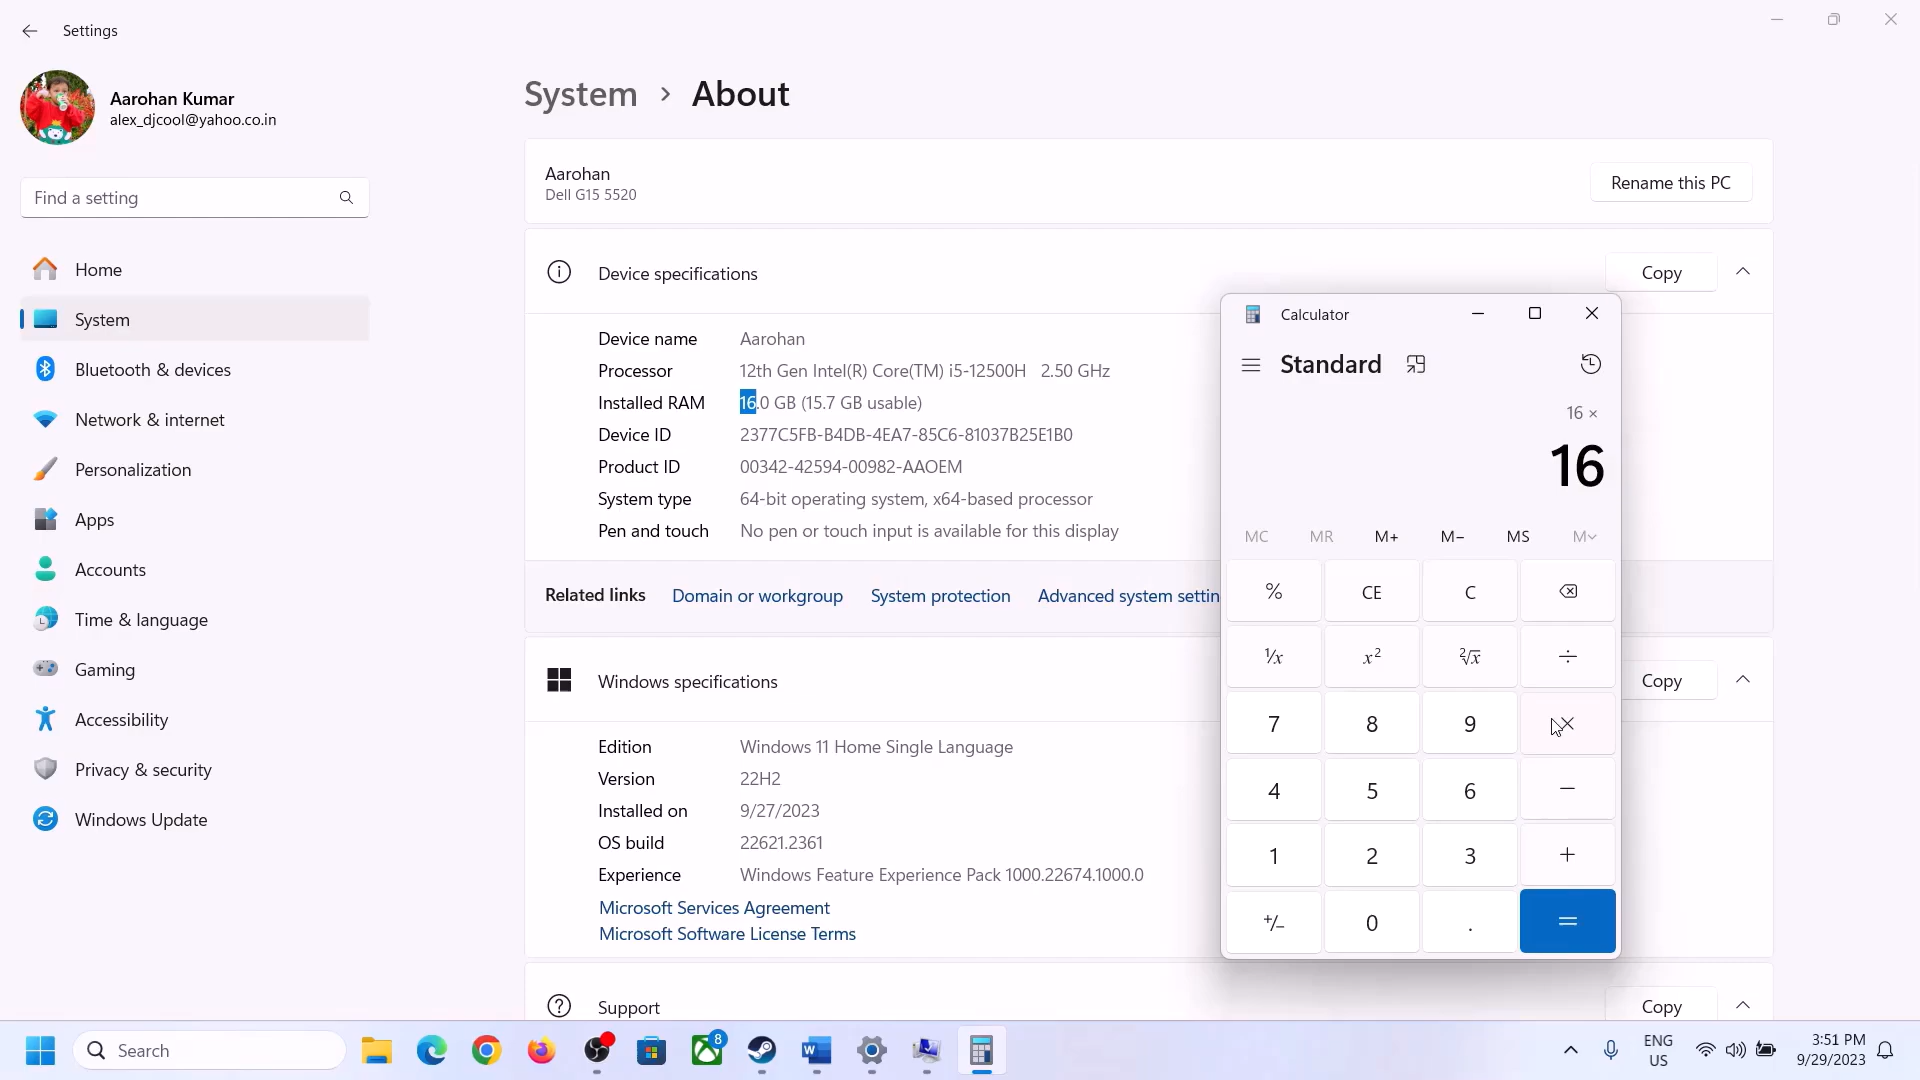 Settings
Aarohan Kumar
alex_djcool@yahoo.co.in
Find a setting
Home
System
Bluetooth & devices
Network & internet
Personalization
Apps
Accounts
Time & language
Gaming
Accessibility
Privacy & security
Windows Update
System > About
Aarohan
Dell G15 5520
Rename this PC
Device specifications
Copy
Device name Aarohan
Processor 12th Gen Intel(R) Core(TM) i5-12500H 2.50 GHz
Installed RAM 16.0 GB (15.7 GB usable)
Device ID 2377C5FB-B4DB-4EA7-85C6-81037B25E1B0
Product ID 00342-42594-00982-AAOEM
System type 64-bit operating system, x64-based processor
Pen and touch No pen or touch input is available for this display
Related links Domain or workgroup System protection Advanced system settin
Windows specifications
Copy
Edition Windows 11 Home Single Language
Version 22H2
Installed on 9/27/2023
OS build 22621.2361
Experience Windows Feature Experience Pack 1000.22674.1000.0
Microsoft Services Agreement
Microsoft Software License Terms
Support
Copy
Calculator
Standard
16 ×
16
MC MR M+ M− MS M
% CE C
¹/x x² ²√x ÷
7 8 9 ×
4 5 6 −
1 2 3 +
+/− 0 . =
Search
8
W
ENG
US
3:51 PM
9/29/2023